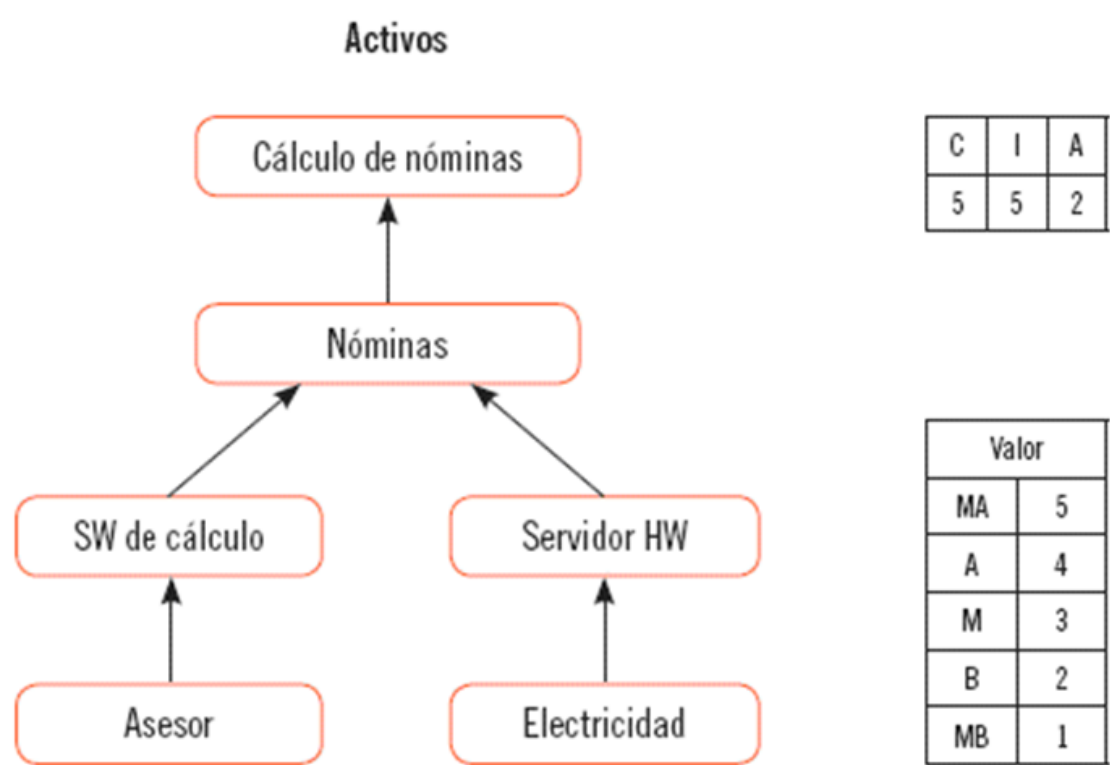 Activos
Cálculo de nóminas
C I A
5 5 2
Nóminas
SW de cálculo
Servidor HW
Asesor
Electricidad
Valor
MA 5
A 4
M 3
B 2
MB 1